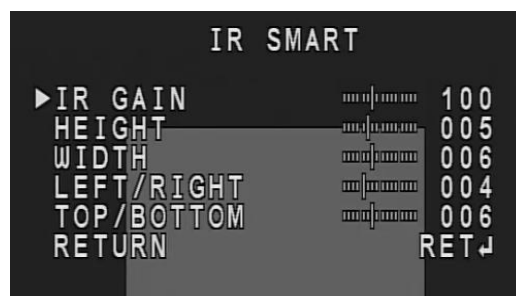 IR SMART
►IR GAIN 100
HEIGHT 005
WIDTH 006
LEFT/RIGHT 004
TOP/BOTTOM 006
RETURN RET↲